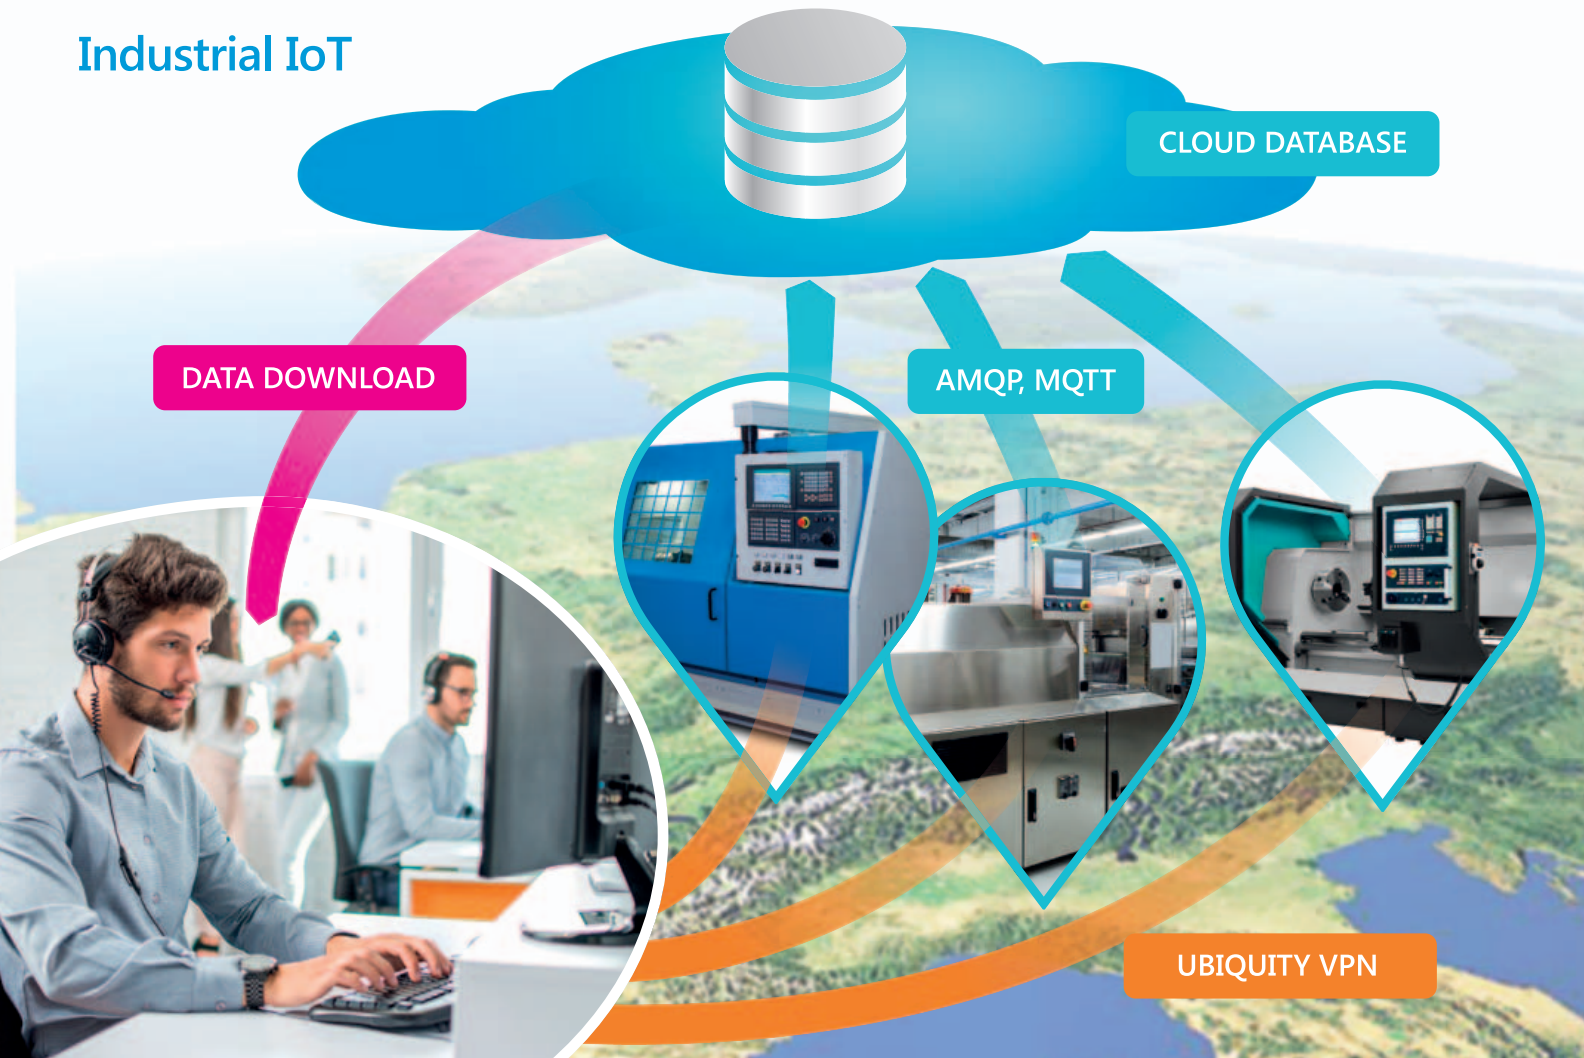 Industrial IoT
CLOUD DATABASE
DATA DOWNLOAD
AMQP, MQTT
UBIQUITY VPN